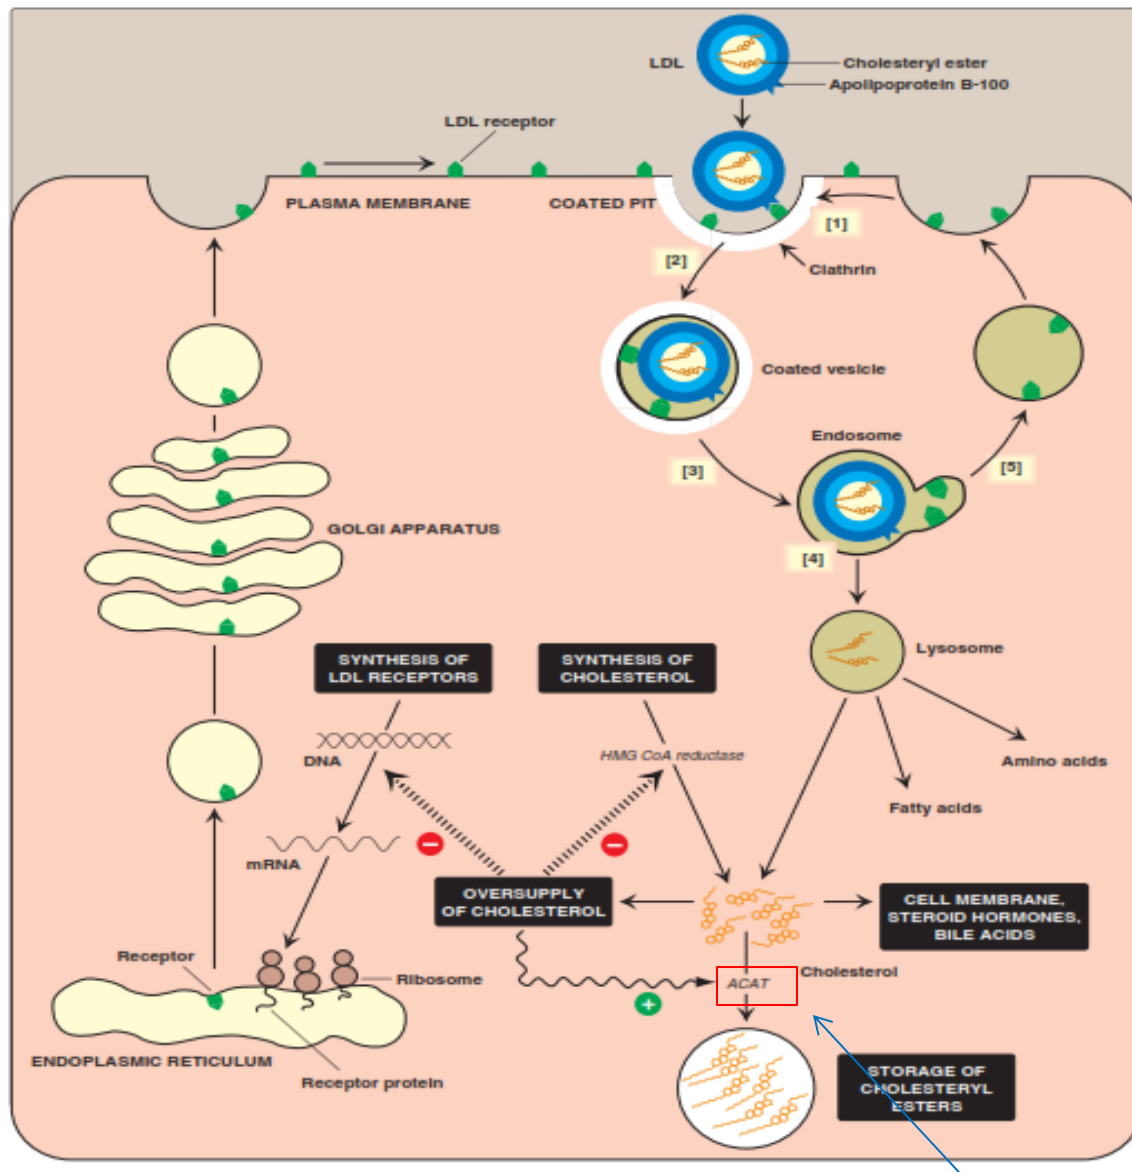 LDL
Cholesteryl ester
Apolipoprotein B-100
LDL receptor
PLASMA MEMBRANE
COATED PIT
[1]
[2]
Clathrin
Coated vesicle
Endosome
[3]
[5]
GOLGI APPARATUS
[4]
Lysosome
SYNTHESIS OF
LDL RECEPTORS
SYNTHESIS OF
CHOLESTEROL
DNA
HMG CoA reductase
Amino acids
Fatty acids
mRNA
OVERSUPPLY
OF CHOLESTEROL
CELL MEMBRANE,
STEROID HORMONES,
BILE ACIDS
Receptor
Ribosome
Cholesterol
ACAT
ENDOPLASMIC RETICULUM
Receptor protein
STORAGE OF
CHOLESTERYL
ESTERS